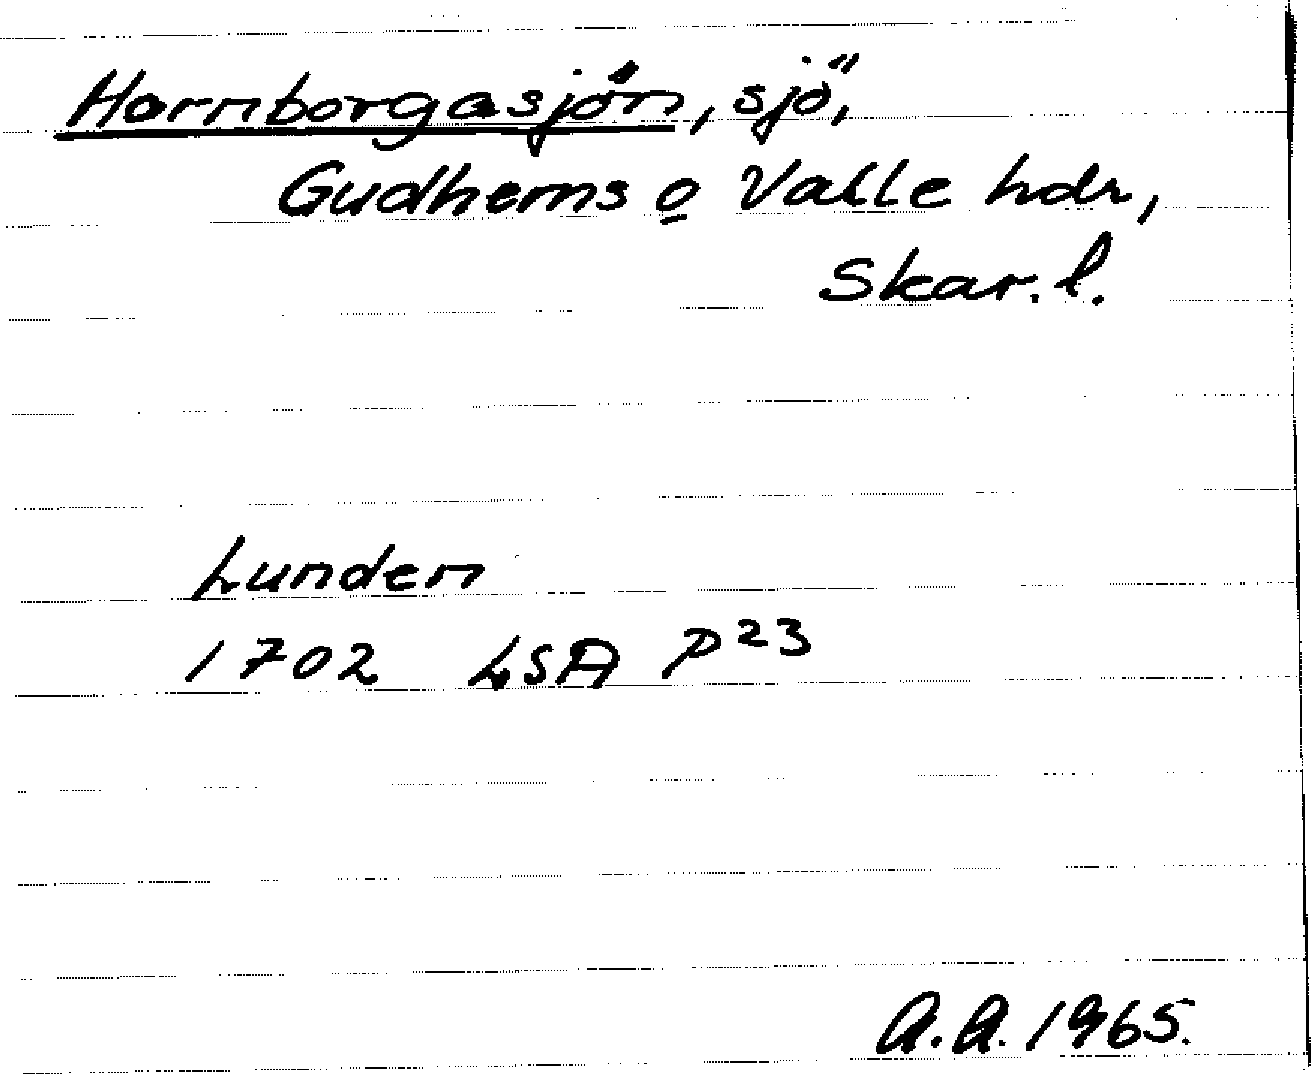 Hornborgasjön, sjö,
Gudhems o Valle hdr,
Skar. l.
Lunden
1702 LSA P23
A.A. 1965.